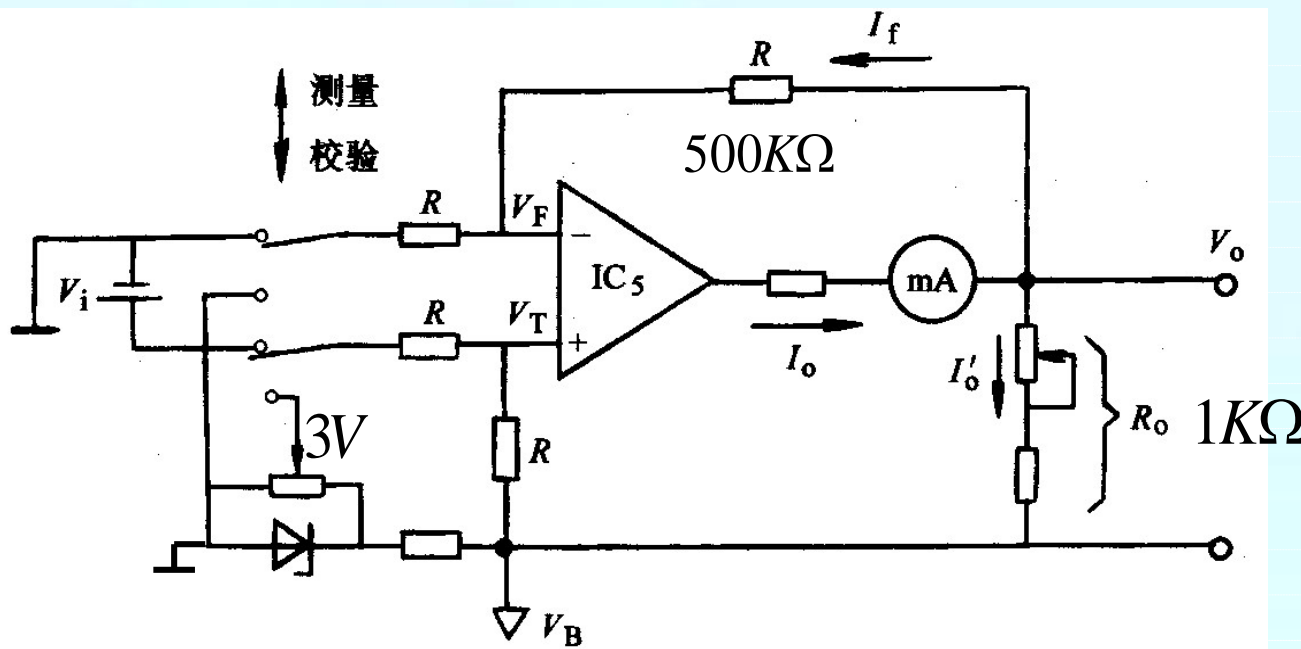 I_f
R
测量
500KΩ
校验
R
V_F
−
V_o
IC_5
mA
V_i
R
V_T
+
I_o
I_o′
R_o
1KΩ
3V
R
V_B